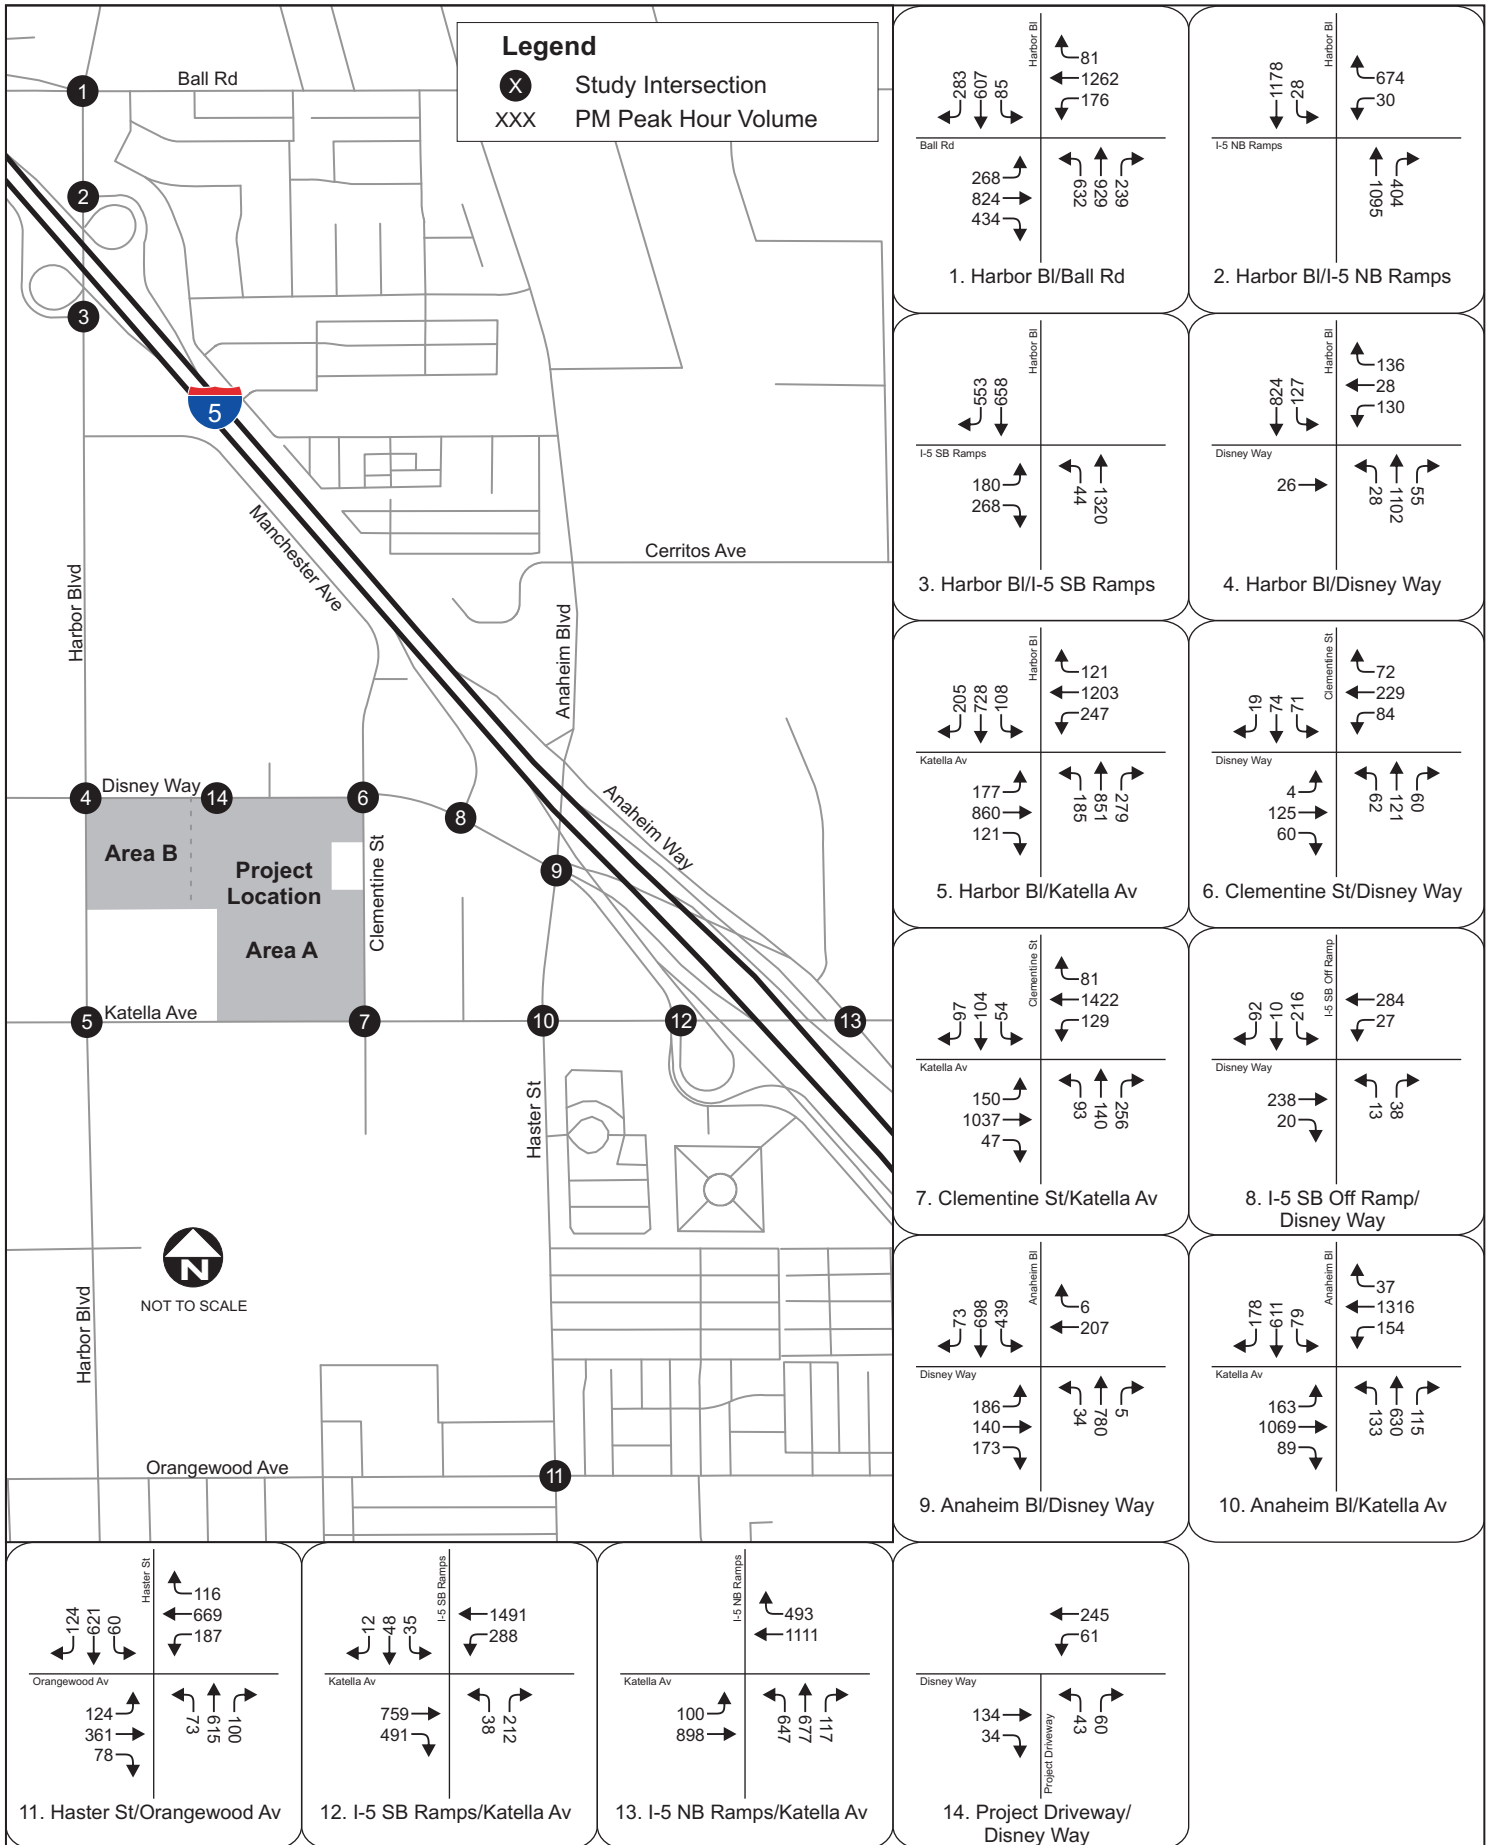 Legend
X Study Intersection
XXX PM Peak Hour Volume
Ball Rd
1
2
3
5
Manchester Ave
Harbor Blvd
Cerritos Ave
Anaheim Blvd
Disney Way
4
14
6
8
Anaheim Way
Area B
Project
Location
Area A
Clementine St
9
Katella Ave
5
7
10
12
13
Haster St
N
NOT TO SCALE
Harbor Blvd
Orangewood Ave
11
Harbor Bl
283
607
85
81
1262
176
Ball Rd
268
824
434
632
929
239
1. Harbor Bl/Ball Rd
Harbor Bl
1178
28
674
30
I-5 NB Ramps
1095
404
2. Harbor Bl/I-5 NB Ramps
Harbor Bl
553
658
I-5 SB Ramps
180
268
44
1320
3. Harbor Bl/I-5 SB Ramps
Harbor Bl
824
127
136
28
130
Disney Way
26
28
1102
55
4. Harbor Bl/Disney Way
Harbor Bl
205
728
108
121
1203
247
Katella Av
177
860
121
185
851
279
5. Harbor Bl/Katella Av
Clementine St
19
74
71
72
229
84
Disney Way
4
125
60
62
121
60
6. Clementine St/Disney Way
Clementine St
97
104
54
81
1422
129
Katella Av
150
1037
47
93
140
256
7. Clementine St/Katella Av
I-5 SB Off Ramp
92
10
216
284
27
Disney Way
238
20
13
38
8. I-5 SB Off Ramp/
Disney Way
Anaheim Bl
73
698
439
6
207
Disney Way
186
140
173
34
780
5
9. Anaheim Bl/Disney Way
Anaheim Bl
178
611
79
37
1316
154
Katella Av
163
1069
89
133
630
115
10. Anaheim Bl/Katella Av
Haster St
124
621
60
116
669
187
Orangewood Av
124
361
78
73
615
100
11. Haster St/Orangewood Av
I-5 SB Ramps
12
48
35
1491
288
Katella Av
759
491
38
212
12. I-5 SB Ramps/Katella Av
I-5 NB Ramps
493
1111
Katella Av
100
898
647
677
117
13. I-5 NB Ramps/Katella Av
245
61
Disney Way
134
34
Project Driveway
43
60
14. Project Driveway/
Disney Way